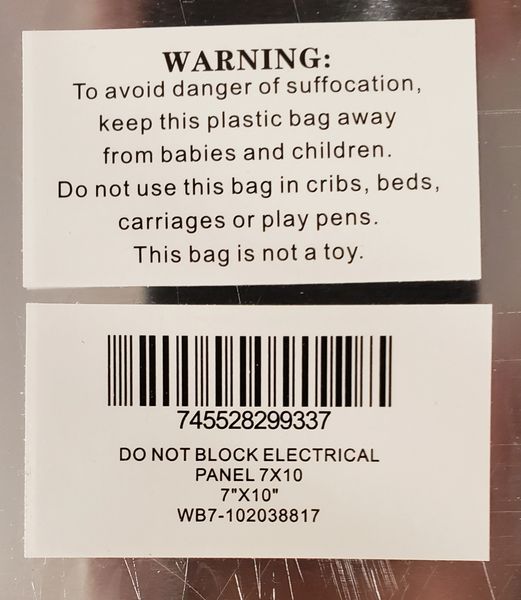 WARNING:
To avoid danger of suffocation,
keep this plastic bag away
from babies and children.
Do not use this bag in cribs, beds,
carriages or play pens.
This bag is not a toy.
745528299337
DO NOT BLOCK ELECTRICAL
PANEL 7X10
7"X10"
WB7-102038817